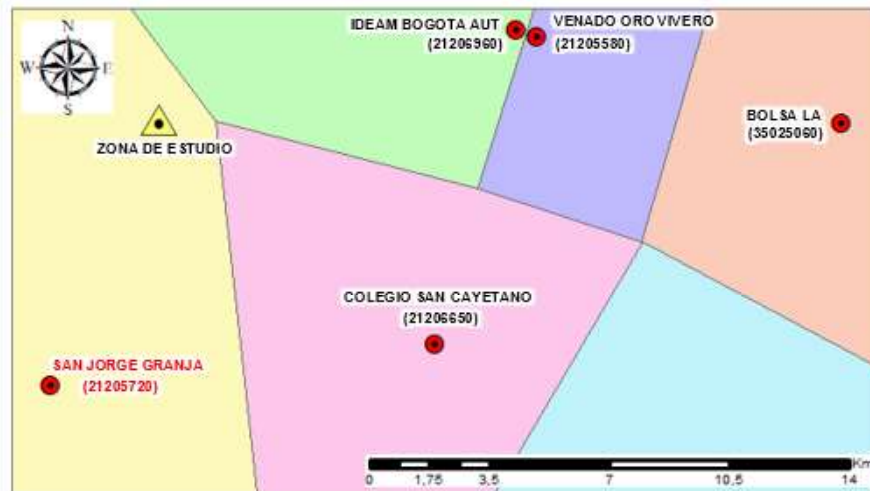 N
W E
S
IDEAM BOGOTA AUT
(21206960)
VENADO ORO VIVERO
(21205580)
BOLSA LA
(35025060)
ZONA DE ESTUDIO
COLEGIO SAN CAYETANO
(21206650)
SAN JORGE GRANJA
(21205720)
Km
0 1,75 3,5 7 10,5 14